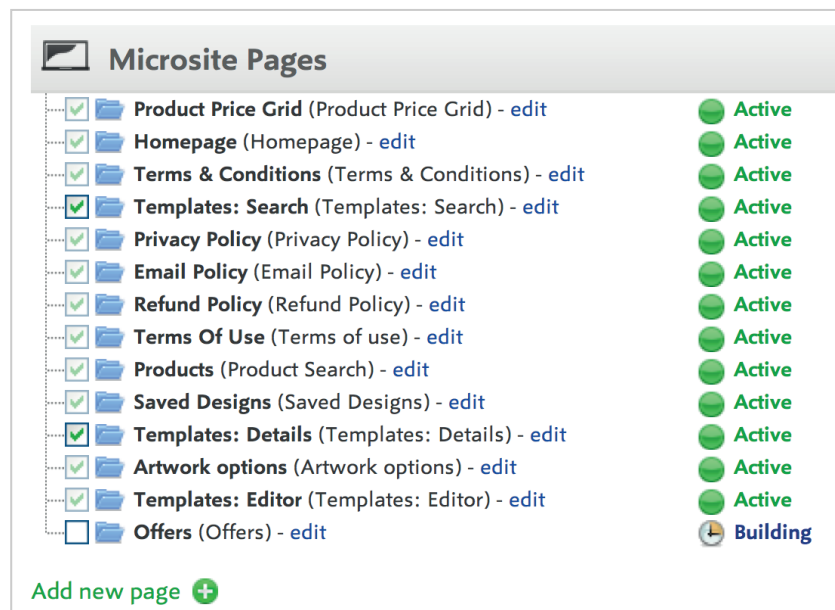 Microsite Pages
Product Price Grid (Product Price Grid) - edit Active
Homepage (Homepage) - edit Active
Terms & Conditions (Terms & Conditions) - edit Active
Templates: Search (Templates: Search) - edit Active
Privacy Policy (Privacy Policy) - edit Active
Email Policy (Email Policy) - edit Active
Refund Policy (Refund Policy) - edit Active
Terms Of Use (Terms of use) - edit Active
Products (Product Search) - edit Active
Saved Designs (Saved Designs) - edit Active
Templates: Details (Templates: Details) - edit Active
Artwork options (Artwork options) - edit Active
Templates: Editor (Templates: Editor) - edit Active
Offers (Offers) - edit Building
Add new page